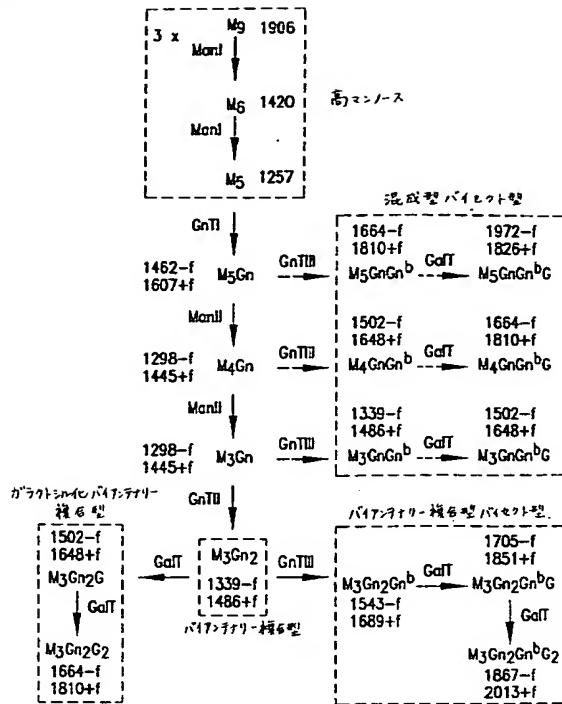 3 x
M9 1906
ManI
M6 1420
ManI
M5 1257
高マンノース
GnTI
混成型バイセクト型
1462-f
1607+f
M5Gn
GnTIII
1664-f
1810+f
M5GnGnb
GalT
1972-f
1826+f
M5GnGnbG
ManII
1298-f
1445+f
M4Gn
GnTIII
1502-f
1648+f
M4GnGnb
GalT
1664-f
1810+f
M4GnGnbG
ManII
1298-f
1445+f
M3Gn
GnTIII
1339-f
1486+f
M3GnGnb
GalT
1502-f
1648+f
M3GnGnbG
GnTII
ガラクトシル化バイアンテナリー
複合型
1502-f
1648+f
M3Gn2G
GalT
M3Gn2G2
1664-f
1810+f
GalT
M3Gn2
1339-f
1486+f
バイアンテナリー複合型
GnTIII
バイアンテナリー複合型バイセクト型
M3Gn2Gnb
1543-f
1689+f
GalT
1705-f
1851+f
M3Gn2GnbG
GalT
M3Gn2GnbG2
1867-f
2013+f